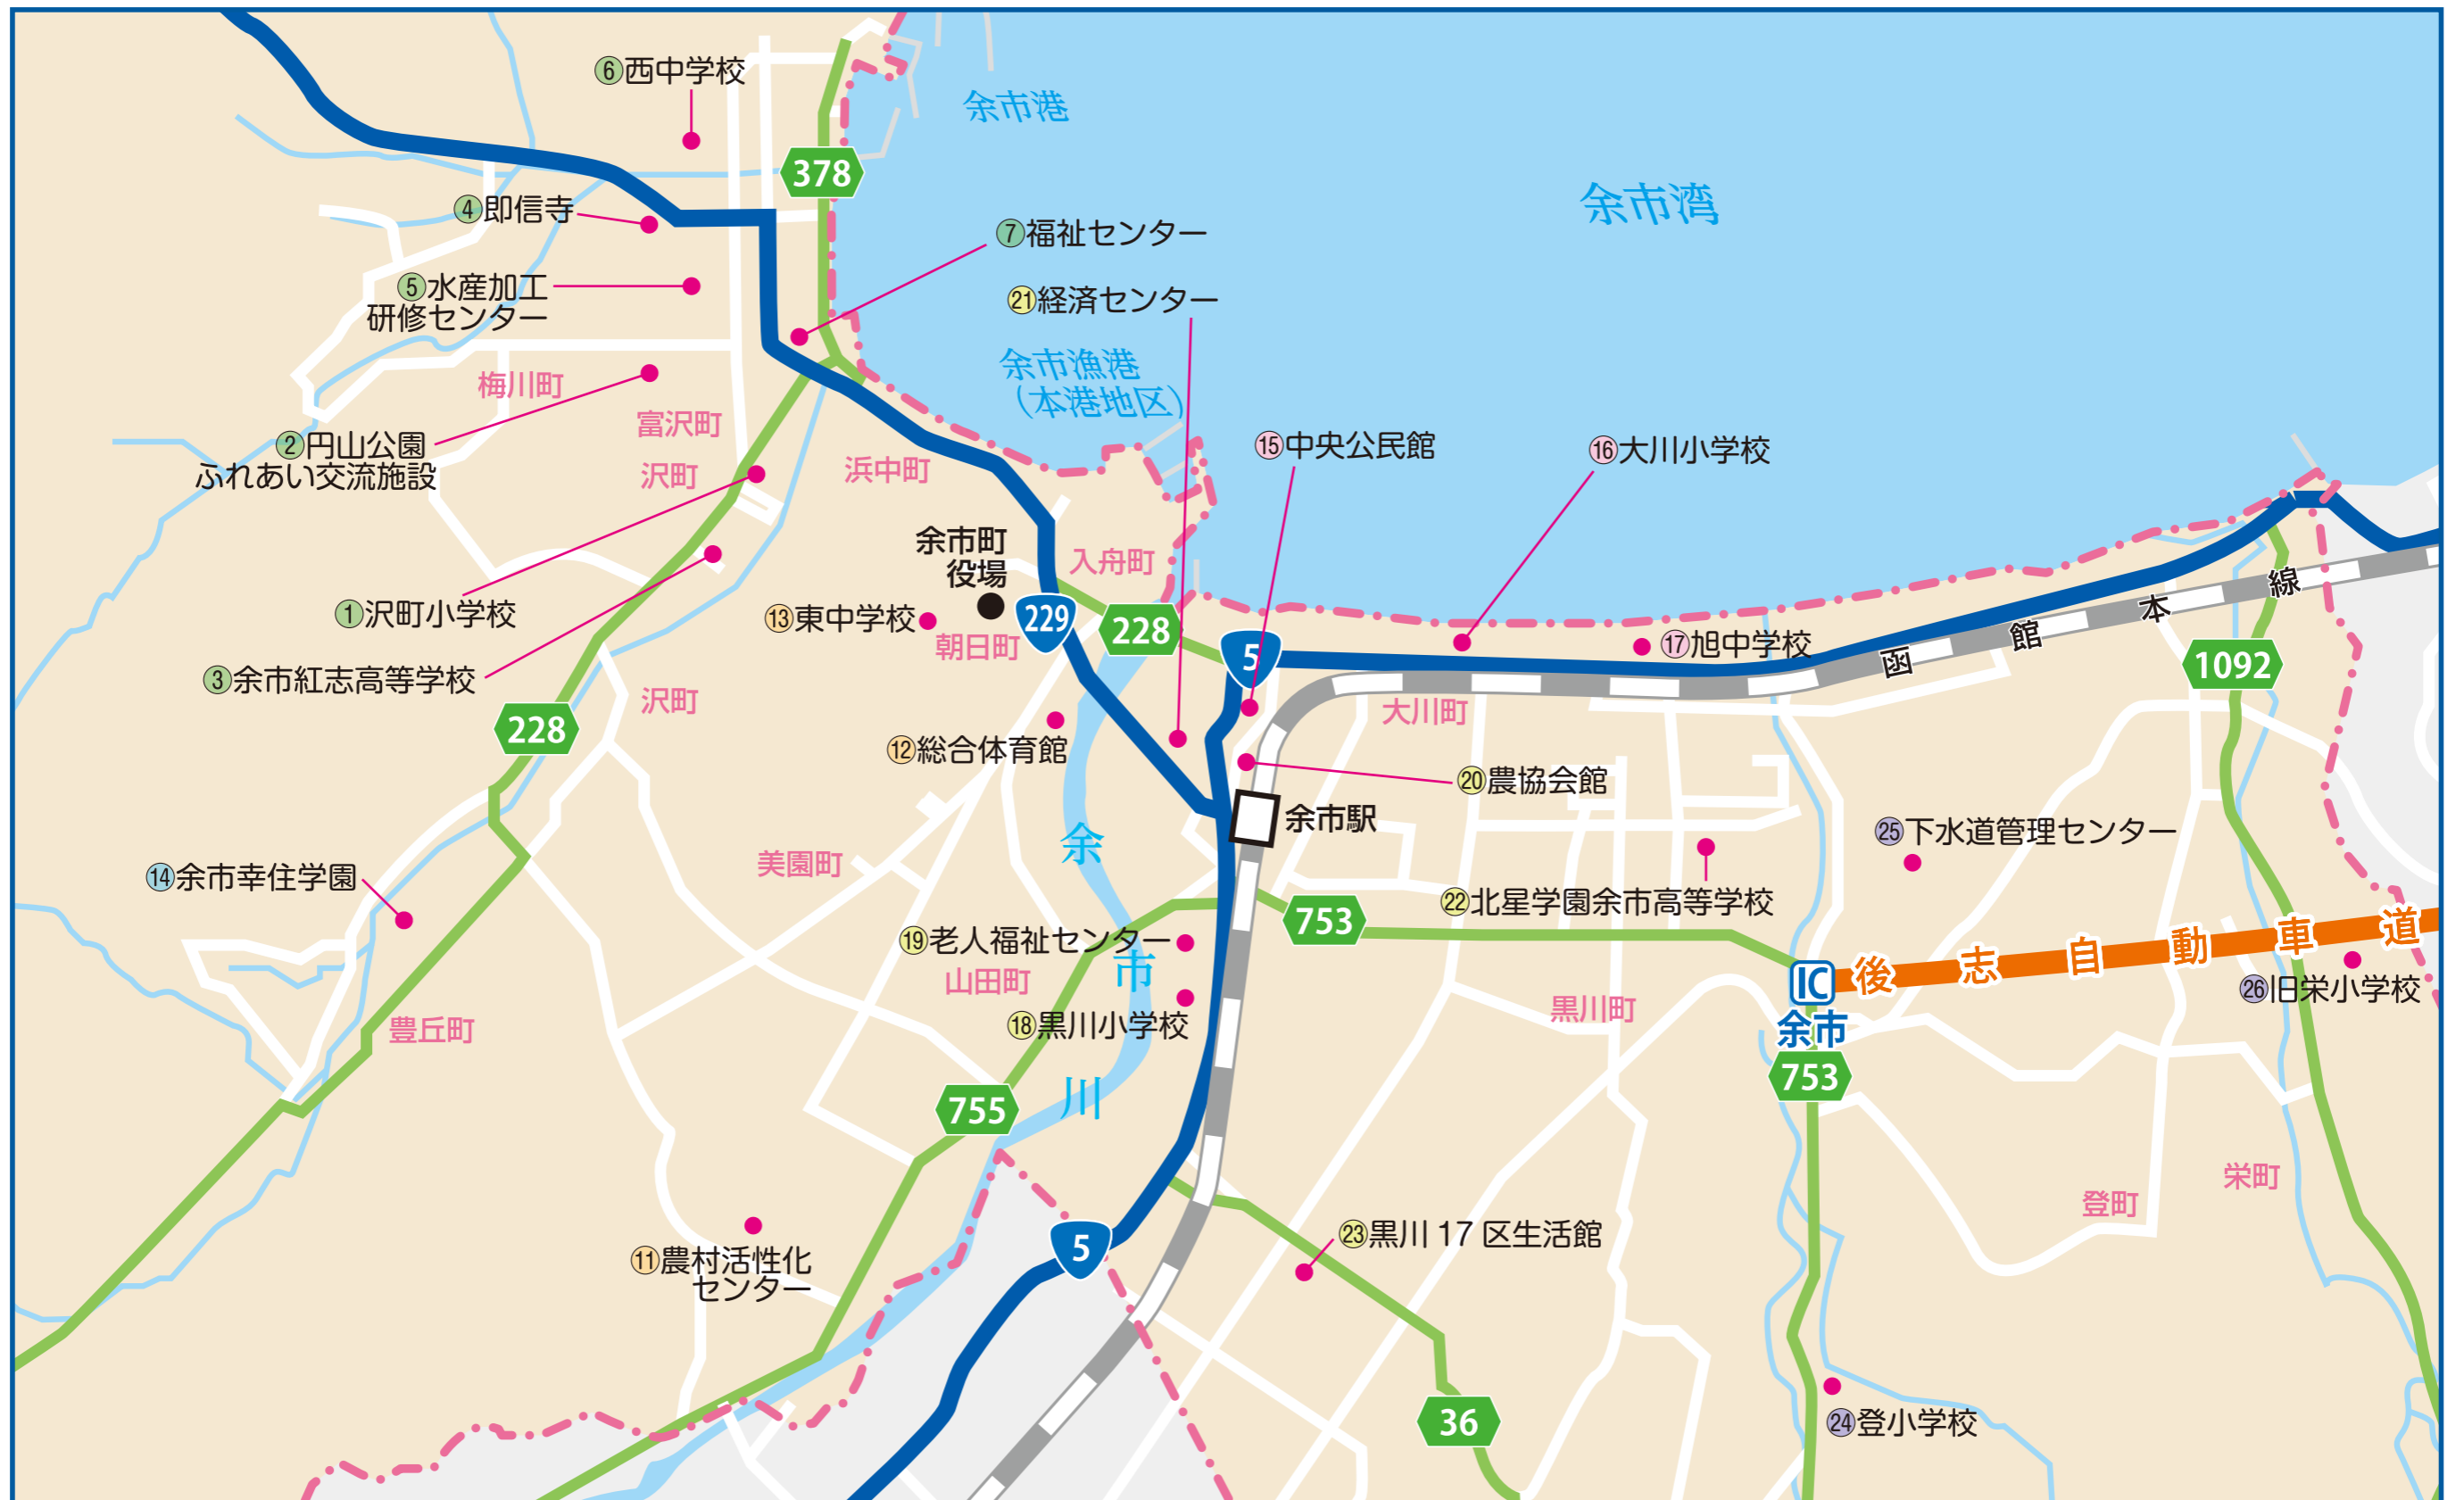 ⑥西中学校
余市港
378
余市湾
④即信寺
⑦福祉センター
⑤水産加工
研修センター
㉑経済センター
余市漁港
（本港地区）
梅川町
富沢町
②円山公園
ふれあい交流施設
沢町
浜中町
⑮中央公民館
⑯大川小学校
余市町
役場
入舟町
①沢町小学校
⑬東中学校
朝日町
229
228
5
⑰旭中学校
函館本線
1092
③余市紅志高等学校
沢町
228
大川町
⑫総合体育館
⑳農協会館
余市駅
㉕下水道管理センター
美園町
余市川
⑭余市幸住学園
㉒北星学園余市高等学校
753
⑲老人福祉センター
後志自動車道
山田町
IC
余市
㉖旧栄小学校
黒川町
⑱黒川小学校
豊丘町
753
755
栄町
登町
5
㉓黒川 17 区生活館
⑪農村活性化
センター
36
㉔登小学校